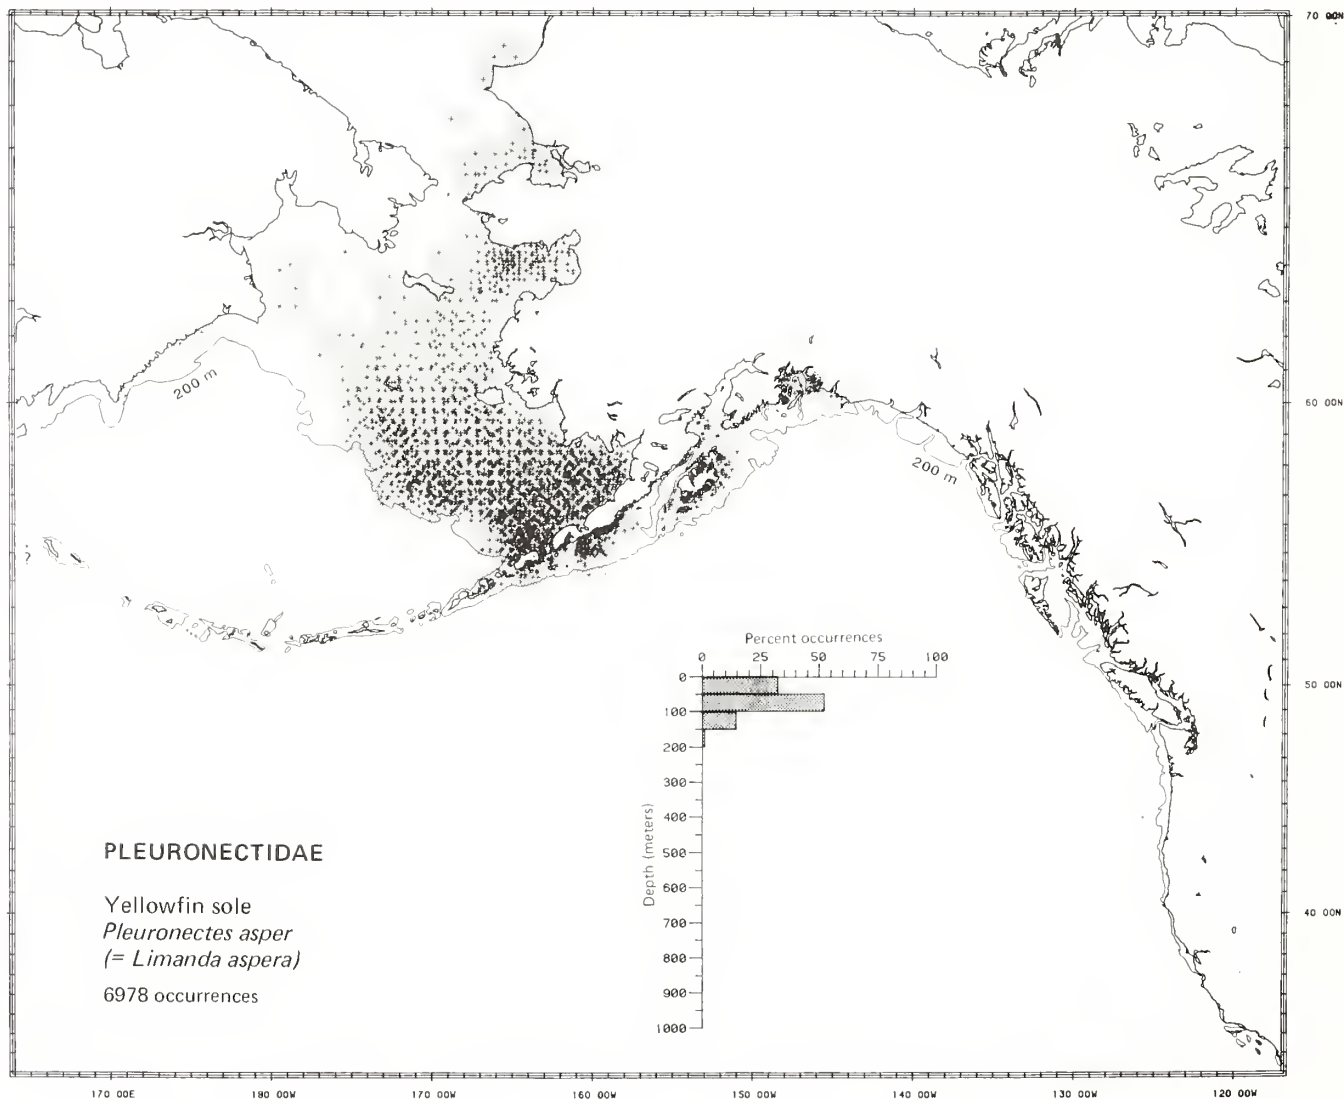 70 00N
200 m
60 00N
200 m
Percent occurrences
0 25 50 75 100
50 00N
0
100
200
300
400
500
600
700
800
900
1000
Depth (meters)
40 00N
PLEURONECTIDAE
Yellowfin sole
Pleuronectes asper
(= Limanda aspera)
6978 occurrences
170 00E 180 00W 170 00W 160 00W 150 00W 140 00W 130 00W 120 00W